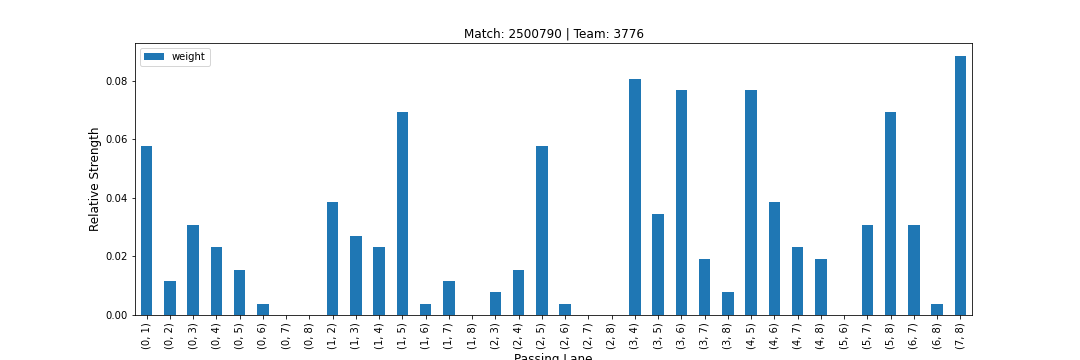 Match: 2500790 | Team: 3776
weight
Relative Strength
0.08
0.06
0.04
0.02
0.00
(0, 1) (0, 2) (0, 3) (0, 4) (0, 5) (0, 6) (0, 7) (0, 8) (1, 2) (1, 3) (1, 4) (1, 5) (1, 6) (1, 7) (1, 8) (2, 3) (2, 4) (2, 5) (2, 6) (2, 7) (2, 8) (3, 4) (3, 5) (3, 6) (3, 7) (3, 8) (4, 5) (4, 6) (4, 7) (4, 8) (5, 6) (5, 7) (5, 8) (6, 7) (6, 8) (7, 8)
Passing Lane